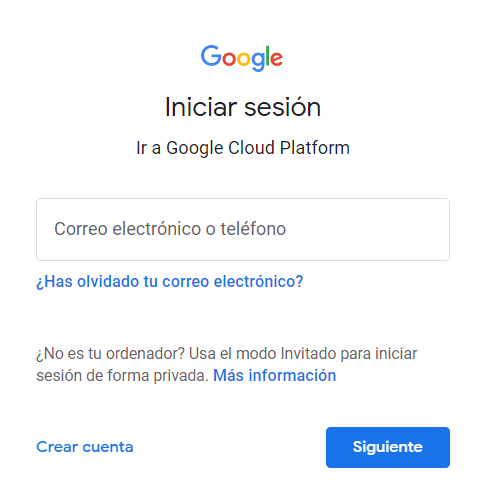 Google
Iniciar sesión
Ir a Google Cloud Platform
Correo electrónico o teléfono
¿Has olvidado tu correo electrónico?
¿No es tu ordenador? Usa el modo Invitado para iniciar
sesión de forma privada. Más información
Crear cuenta
Siguiente